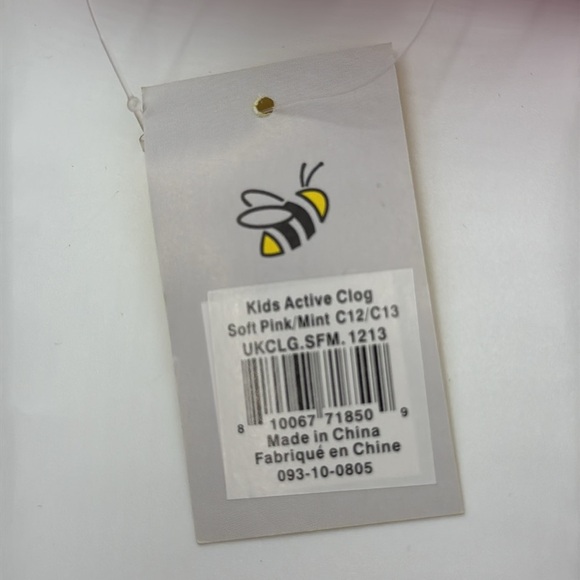 Kids Active Clog
Soft Pink/Mint C12/C13
UKCLG.SFM.1213
8 10067 71850 9
Made in China
Fabriqué en Chine
093-10-0805